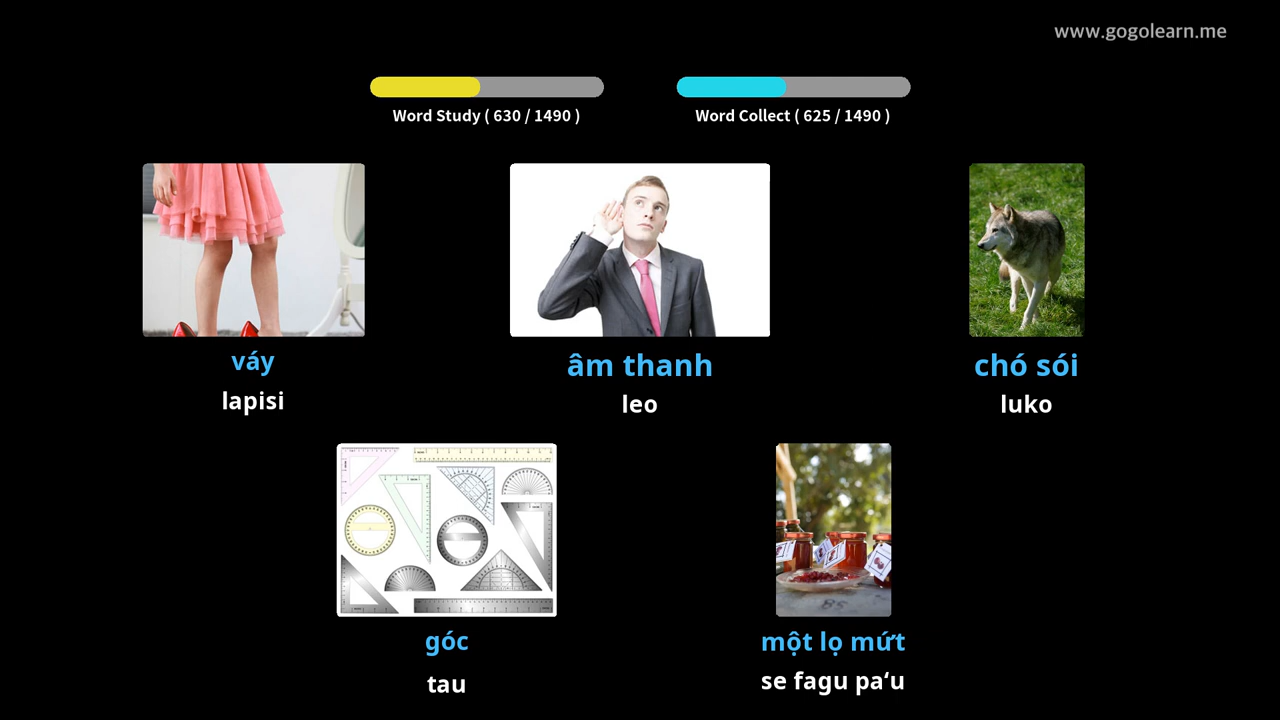 www.gogolearn.me
Word Study ( 630 / 1490 )
Word Collect ( 625 / 1490 )
váy
lapisi
âm thanh
leo
chó sói
luko
góc
tau
một lọ mứt
se fagu paʻu